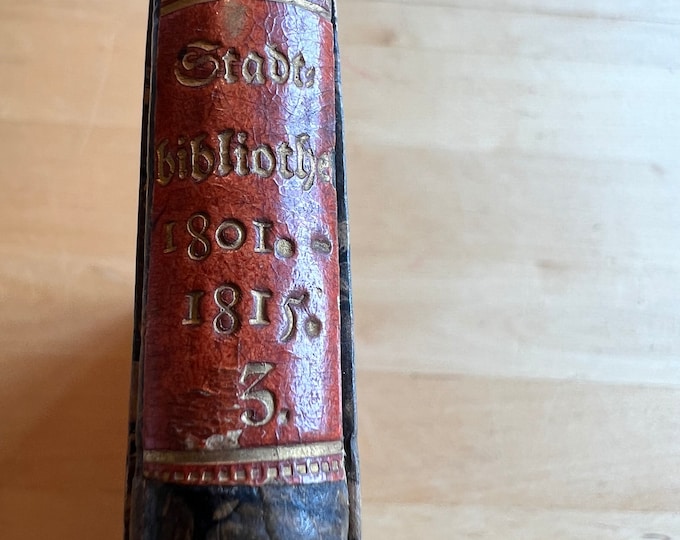 Stadt,
bibliothe
1801. -
1815.
3.